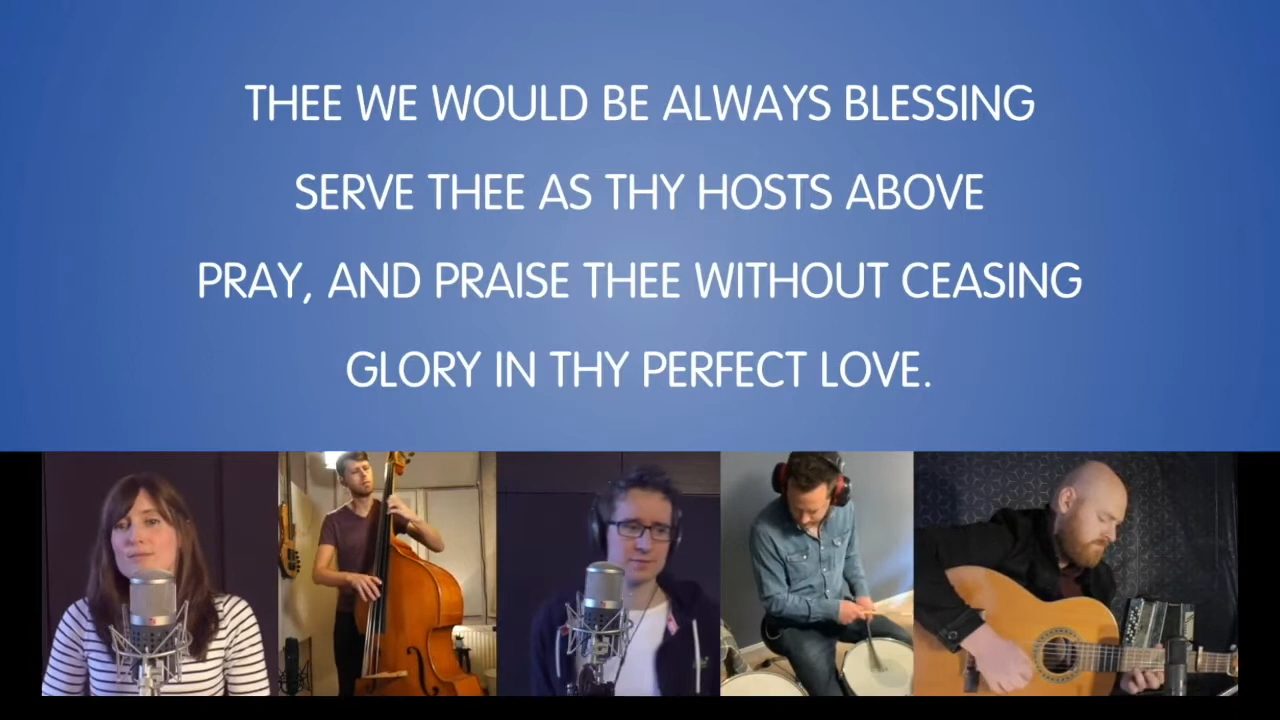 THEE WE WOULD BE ALWAYS BLESSING
SERVE THEE AS THY HOSTS ABOVE
PRAY, AND PRAISE THEE WITHOUT CEASING
GLORY IN THY PERFECT LOVE.